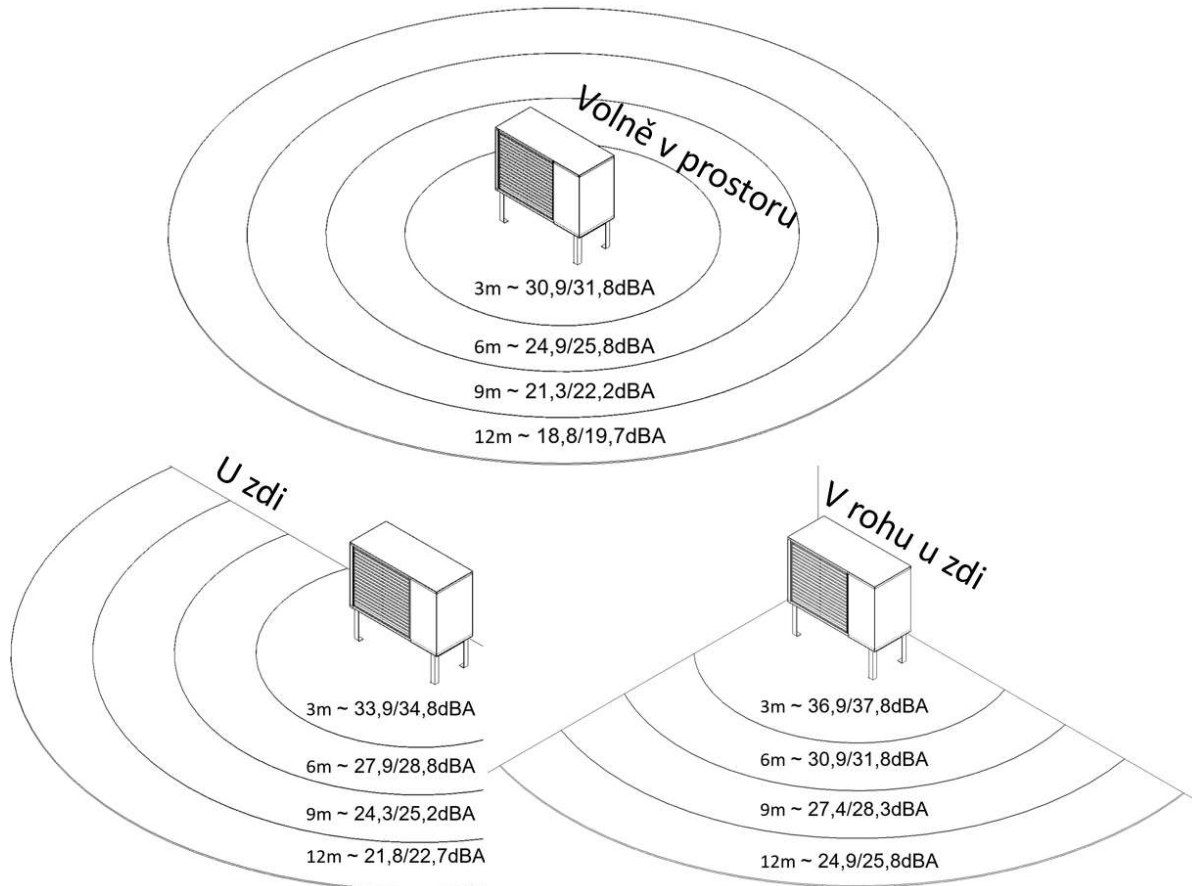 Volně v prostoru
3m ~ 30,9/31,8dBA
6m ~ 24,9/25,8dBA
9m ~ 21,3/22,2dBA
12m ~ 18,8/19,7dBA
U zdi
3m ~ 33,9/34,8dBA
6m ~ 27,9/28,8dBA
9m ~ 24,3/25,2dBA
12m ~ 21,8/22,7dBA
V rohu u zdi
3m ~ 36,9/37,8dBA
6m ~ 30,9/31,8dBA
9m ~ 27,4/28,3dBA
12m ~ 24,9/25,8dBA